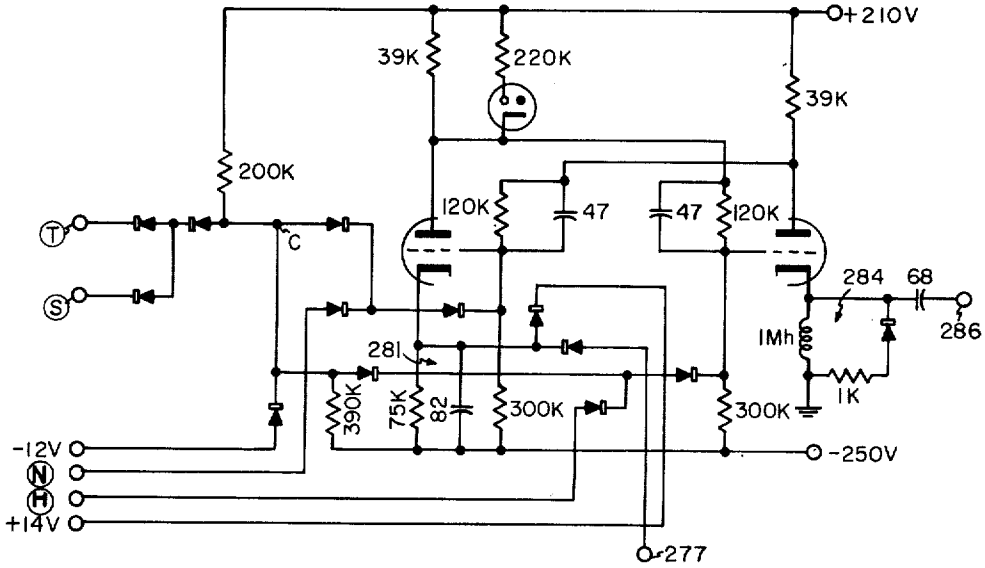 +210V
39K
220K
39K
200K
120K
47
47
120K
T
C
S
284
68
286
1Mh
281
1K
390K
75K
82
300K
300K
-12V
-250V
N
H
+14V
277